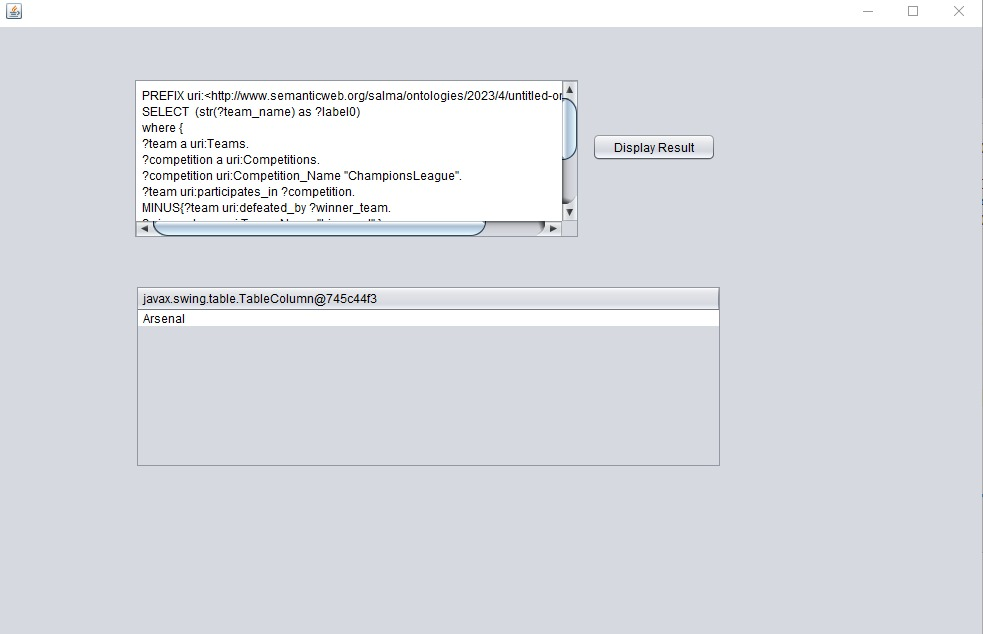 PREFIX uri:<http://www.semanticweb.org/salma/ontologies/2023/4/untitled-or
SELECT  (str(?team_name) as ?label0)
where {
?team a uri:Teams.
?competition a uri:Competitions.
?competition uri:Competition_Name "ChampionsLeague".
?team uri:participates_in ?competition.
MINUS{?team uri:defeated_by ?winner_team.
Display Result
javax.swing.table.TableColumn@745c44f3
Arsenal